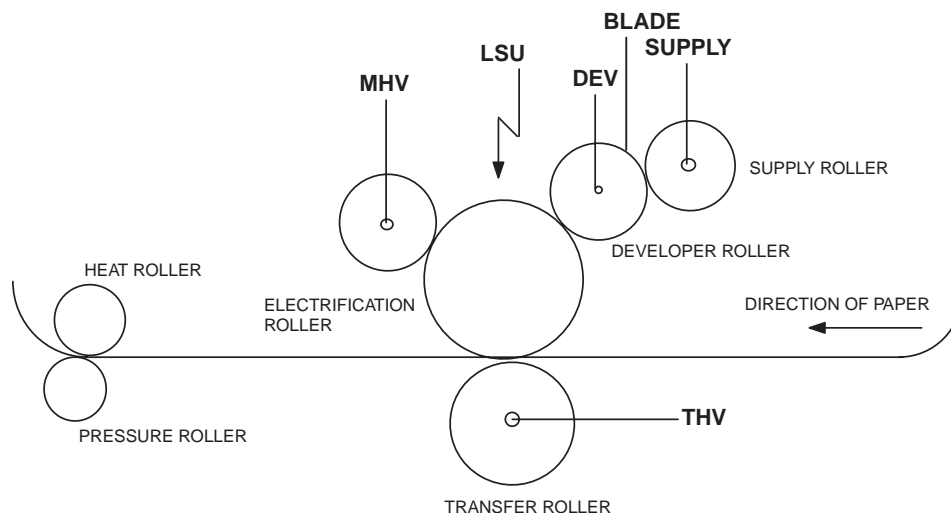 BLADE
SUPPLY
LSU
DEV
MHV
SUPPLY ROLLER
DEVELOPER ROLLER
HEAT ROLLER
ELECTRIFICATION
ROLLER
DIRECTION OF PAPER
THV
PRESSURE ROLLER
TRANSFER ROLLER